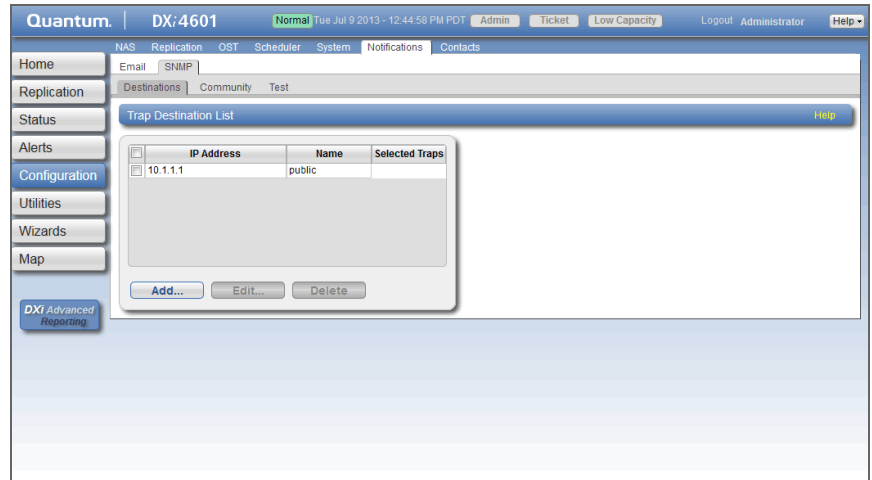 Quantum. DXi4601 Normal Tue Jul 9 2013 - 12:44:58 PM PDT Admin Ticket Low Capacity Logout Administrator Help
NAS Replication OST Scheduler System Notifications Contacts
Home
Replication
Status
Alerts
Configuration
Utilities
Wizards
Map
DXi Advanced
Reporting
Email SNMP
Destinations Community Test
Trap Destination List Help
IP Address Name Selected Traps
10.1.1.1 public
Add... Edit... Delete